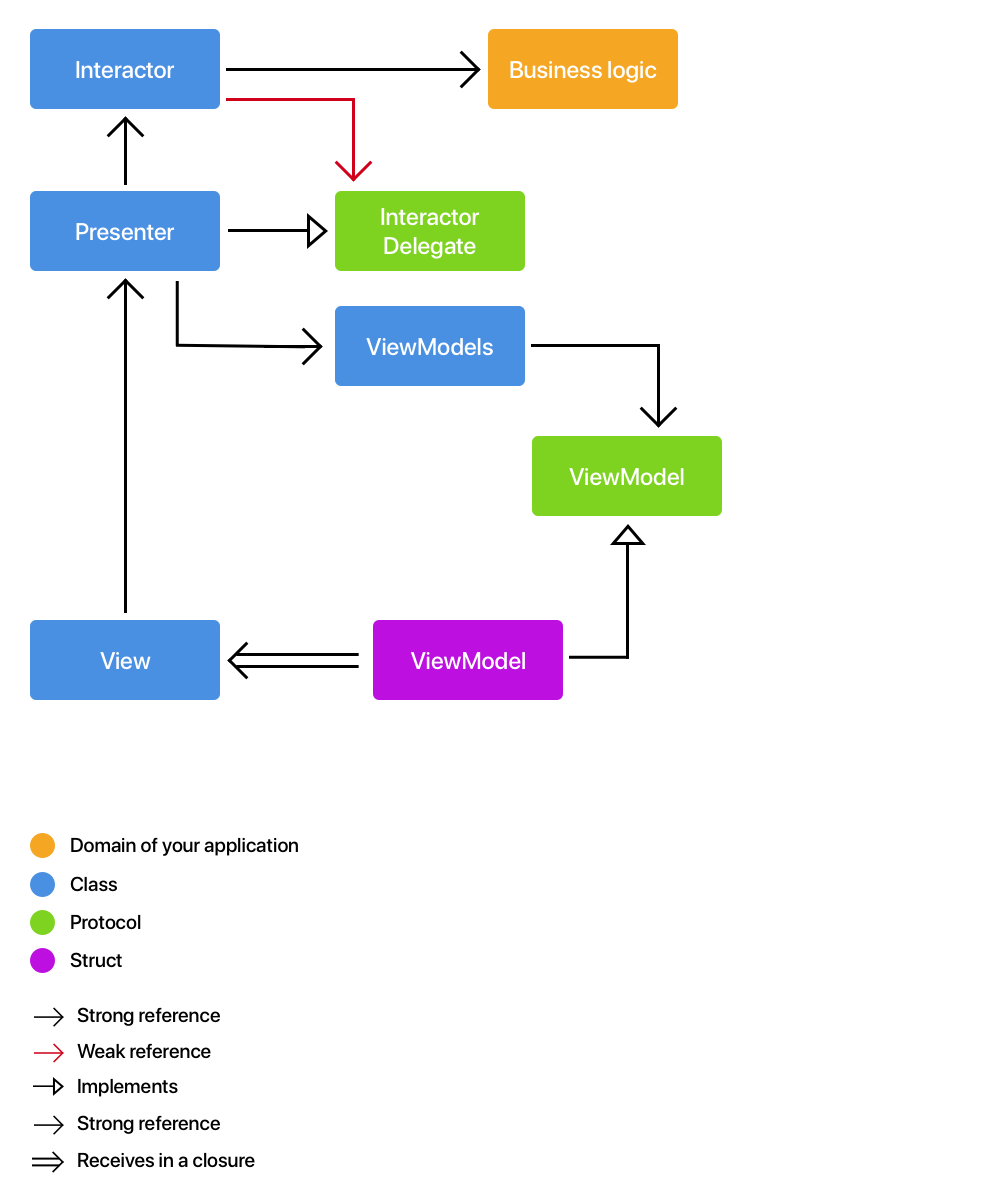 Interactor
Business logic
Presenter
Interactor
Delegate
ViewModels
ViewModel
View
ViewModel
Domain of your application
Class
Protocol
Struct
Strong reference
Weak reference
Implements
Strong reference
Receives in a closure